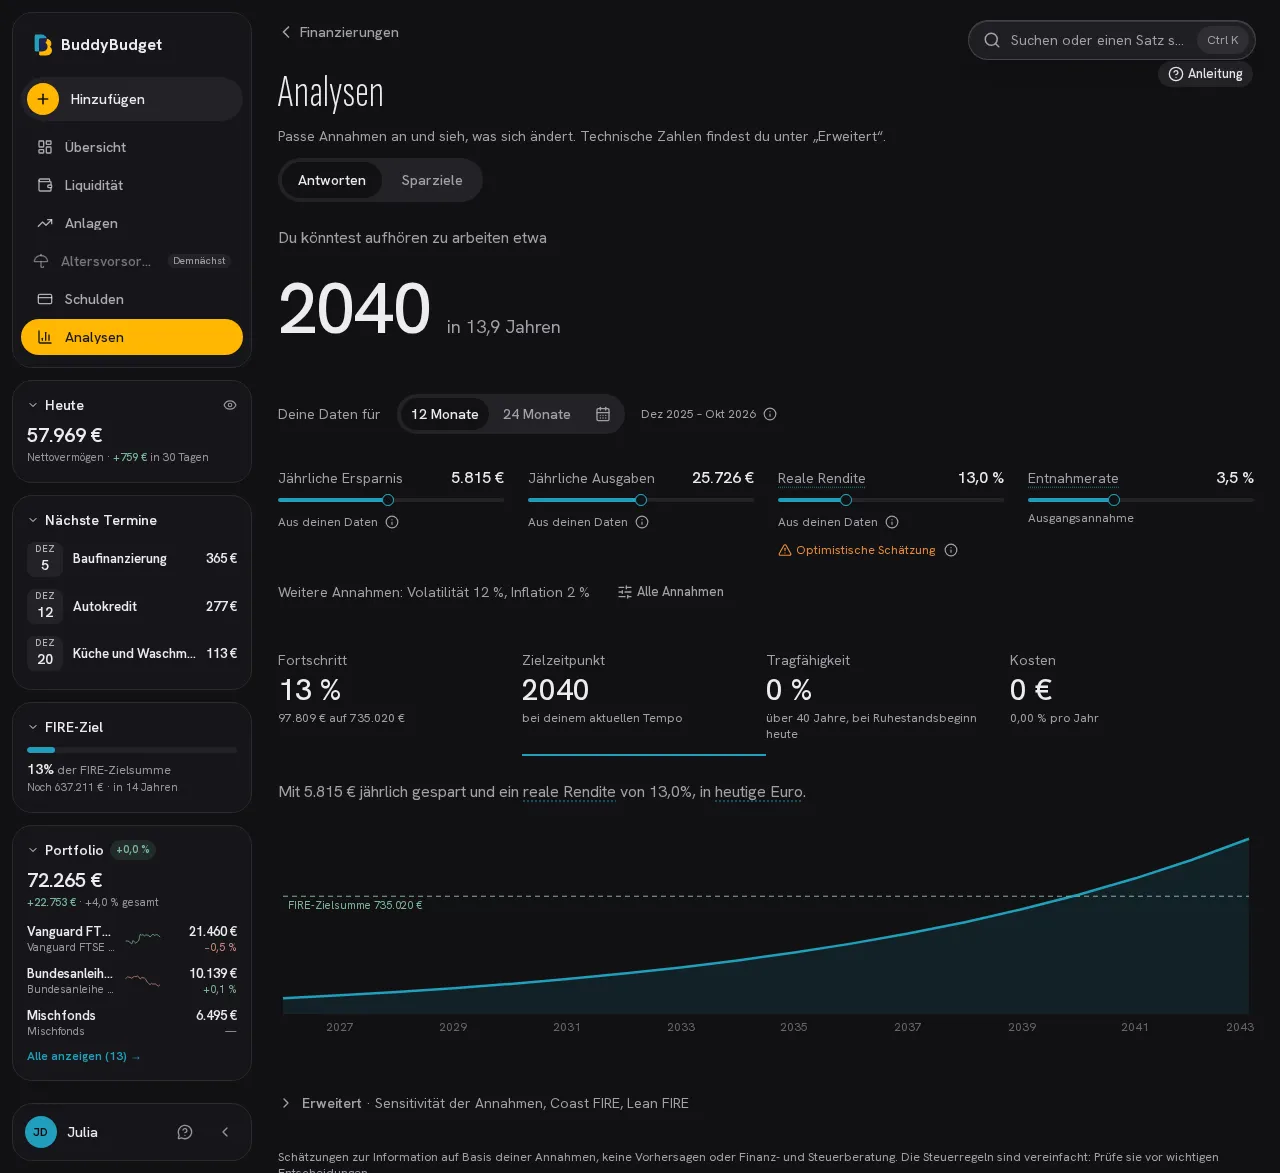 BuddyBudget
Hinzufügen
Übersicht
Liquidität
Anlagen
Altersvorsor... Demnächst
Schulden
Analysen
Heute
57.969 €
Nettovermögen · +759 € in 30 Tagen
Nächste Termine
DEZ
5
Baufinanzierung 365 €
DEZ
12
Autokredit 277 €
DEZ
20
Küche und Waschm... 113 €
FIRE-Ziel
13% der FIRE-Zielsumme
Noch 637.211 € · in 14 Jahren
Portfolio +0,0 %
72.265 €
+22.753 € · +4,0 % gesamt
Vanguard FT... 21.460 €
Vanguard FTSE ... -0,5 %
Bundesanleih... 10.139 €
Bundesanleihe ... +0,1 %
Mischfonds 6.495 €
Mischfonds —
Alle anzeigen (13) →
JD Julia
Finanzierungen
Suchen oder einen Satz s... Ctrl K
Anleitung
Analysen
Passe Annahmen an und sieh, was sich ändert. Technische Zahlen findest du unter „Erweitert“.
Antworten Sparziele
Du könntest aufhören zu arbeiten etwa
2040 in 13,9 Jahren
Deine Daten für 12 Monate 24 Monate Dez 2025 – Okt 2026
Jährliche Ersparnis 5.815 €
Aus deinen Daten
Jährliche Ausgaben 25.726 €
Aus deinen Daten
Reale Rendite 13,0 %
Aus deinen Daten
Optimistische Schätzung
Entnahmerate 3,5 %
Ausgangsannahme
Weitere Annahmen: Volatilität 12 %, Inflation 2 % Alle Annahmen
Fortschritt
13 %
97.809 € auf 735.020 €
Zielzeitpunkt
2040
bei deinem aktuellen Tempo
Tragfähigkeit
0 %
über 40 Jahre, bei Ruhestandsbeginn
heute
Kosten
0 €
0,00 % pro Jahr
Mit 5.815 € jährlich gespart und ein reale Rendite von 13,0%, in heutige Euro.
FIRE-Zielsumme 735.020 €
2027 2029 2031 2033 2035 2037 2039 2041 2043
Erweitert · Sensitivität der Annahmen, Coast FIRE, Lean FIRE
Schätzungen zur Information auf Basis deiner Annahmen, keine Vorhersagen oder Finanz- und Steuerberatung. Die Steuerregeln sind vereinfacht: Prüfe sie vor wichtigen
Entscheidungen.